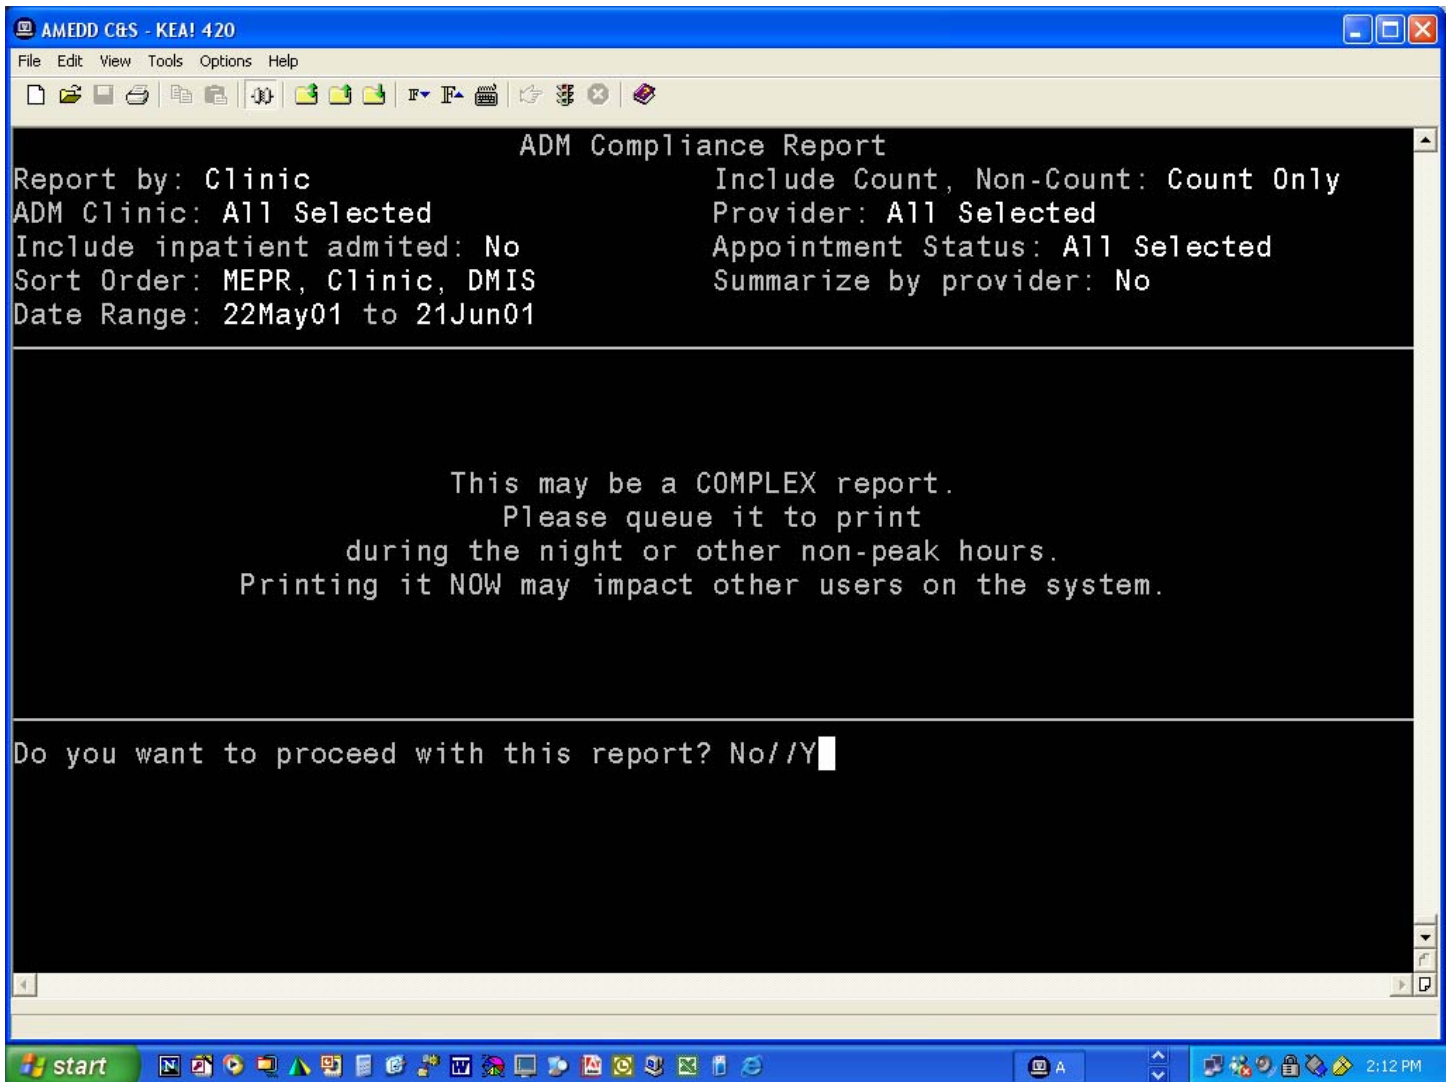 AMEDD C&S - KEA! 420
File Edit View Tools Options Help
ADM Compliance Report
Report by: Clinic Include Count, Non-Count: Count Only
ADM Clinic: All Selected Provider: All Selected
Include inpatient admited: No Appointment Status: All Selected
Sort Order: MEPR, Clinic, DMIS Summarize by provider: No
Date Range: 22May01 to 21Jun01
This may be a COMPLEX report.
Please queue it to print
during the night or other non-peak hours.
Printing it NOW may impact other users on the system.
Do you want to proceed with this report? No//Y
start A 2:12 PM